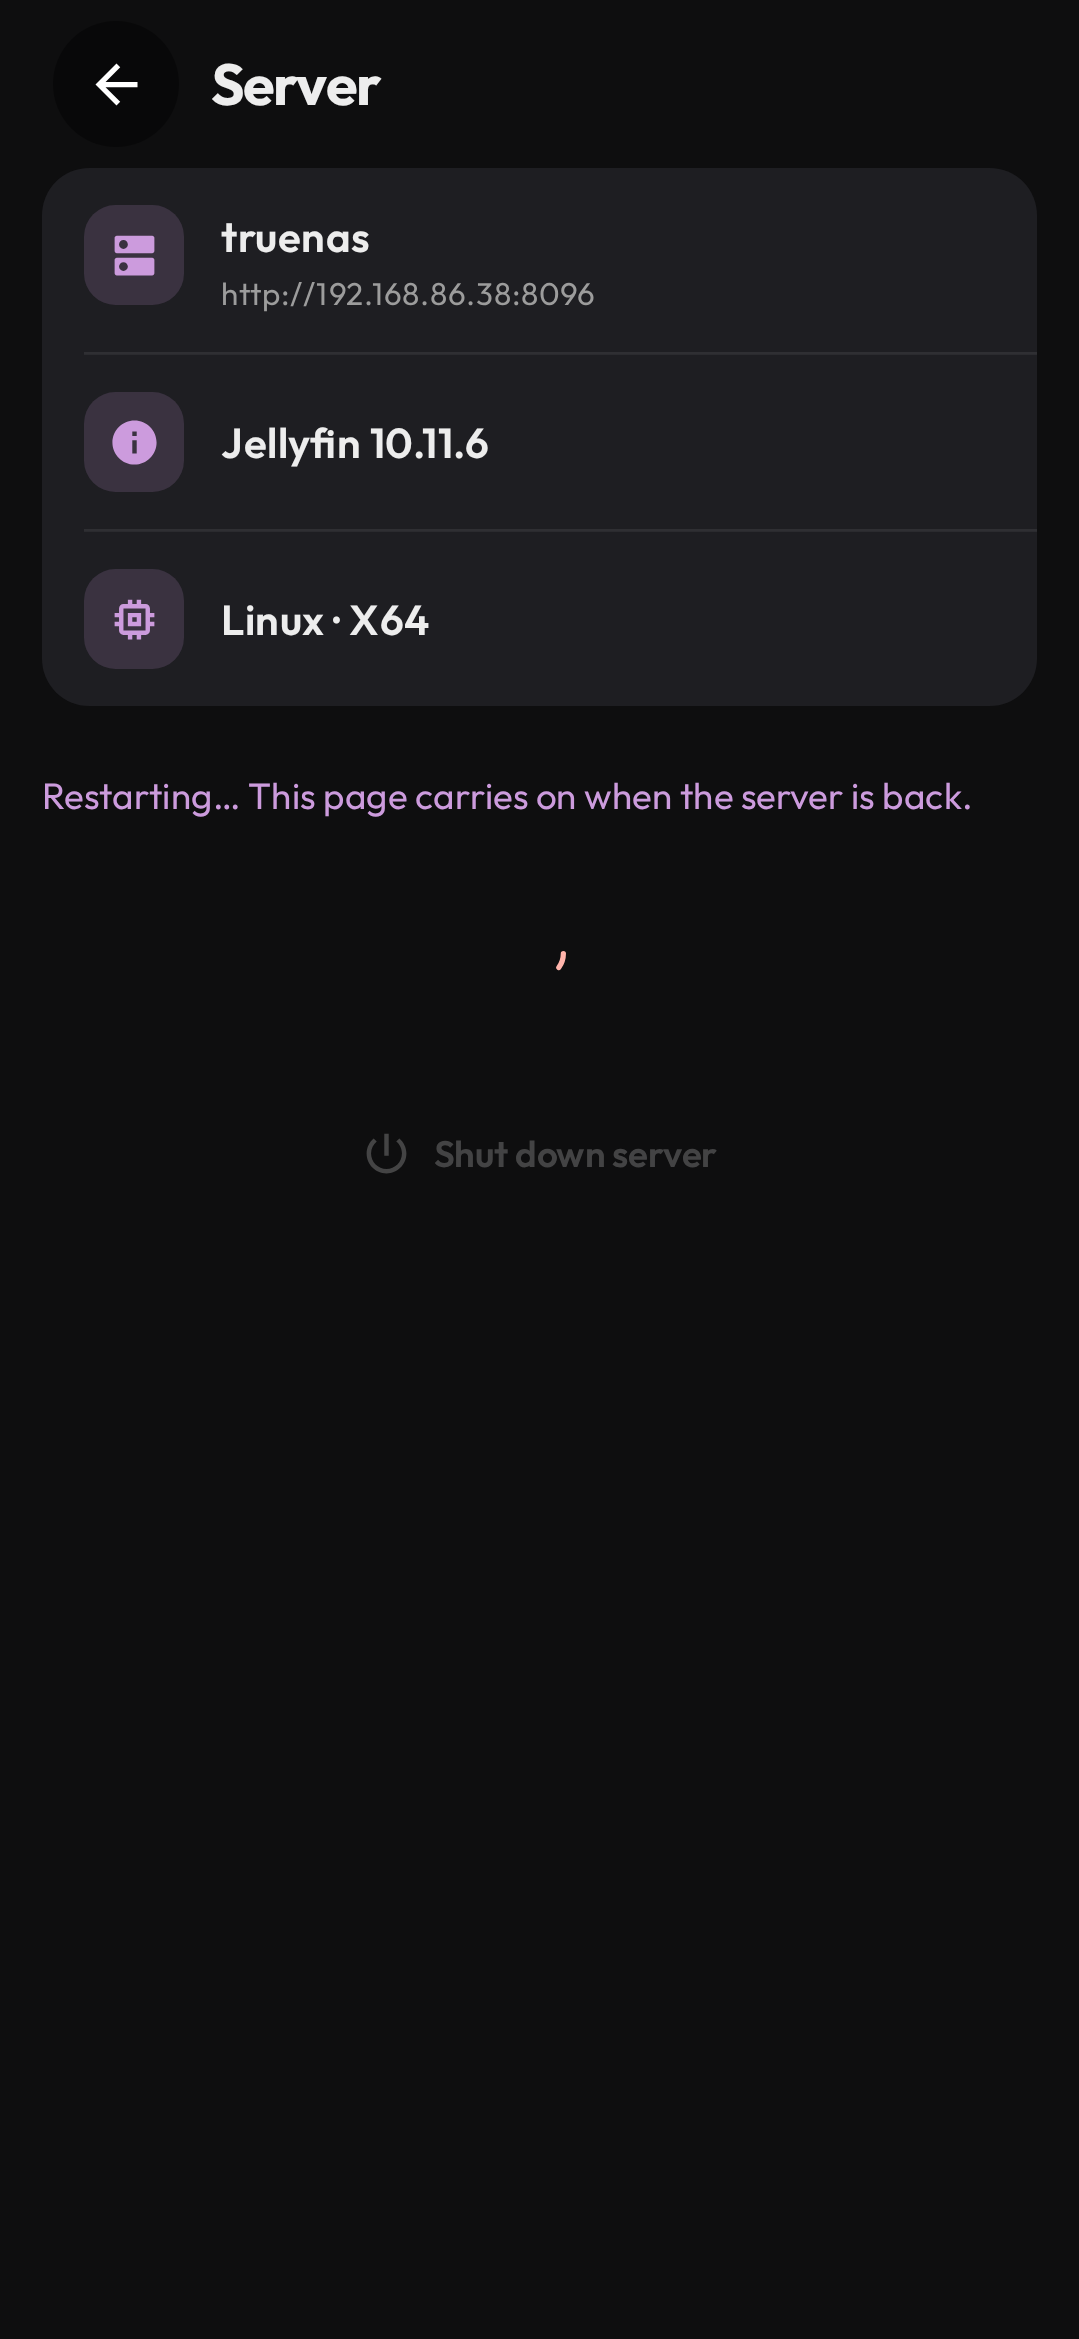 Server
truenas
http://192.168.86.38:8096
Jellyfin 10.11.6
Linux · X64
Restarting… This page carries on when the server is back.
Shut down server